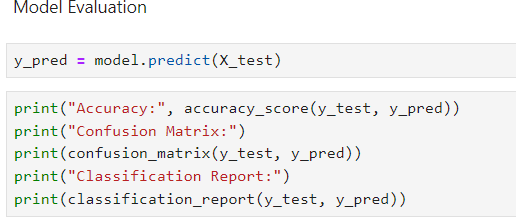 Model Evaluation
y_pred = model.predict(X_test)
print("Accuracy:", accuracy_score(y_test, y_pred))
print("Confusion Matrix:")
print(confusion_matrix(y_test, y_pred))
print("Classification Report:")
print(classification_report(y_test, y_pred))